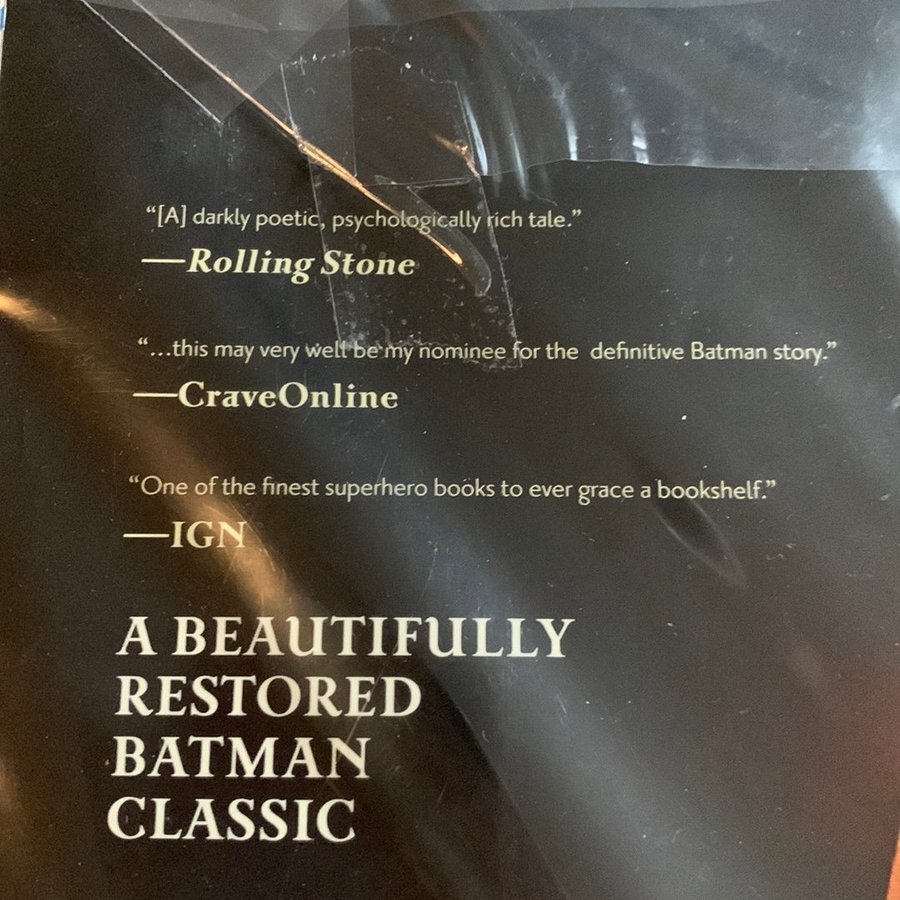 “[A] darkly poetic, psychologically rich tale.”
—Rolling Stone
“...this may very well be my nominee for the definitive Batman story.”
—CraveOnline
“One of the finest superhero books to ever grace a bookshelf.”
—IGN
A BEAUTIFULLY
RESTORED
BATMAN
CLASSIC